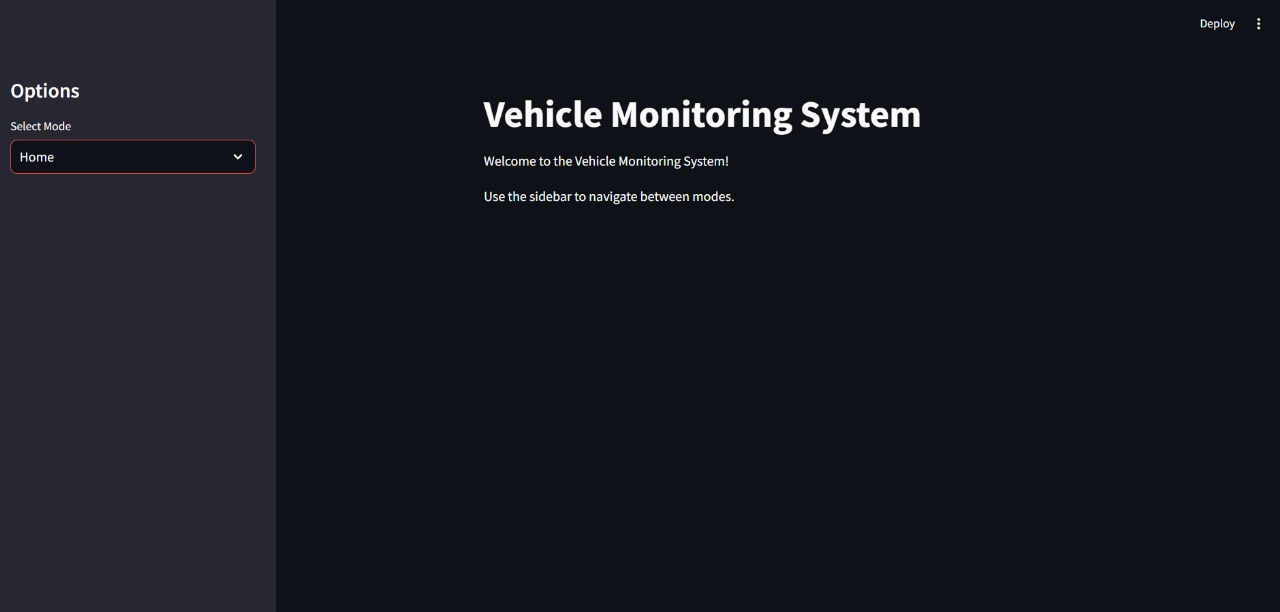 Deploy
Options
Select Mode
Home
Vehicle Monitoring System
Welcome to the Vehicle Monitoring System!
Use the sidebar to navigate between modes.